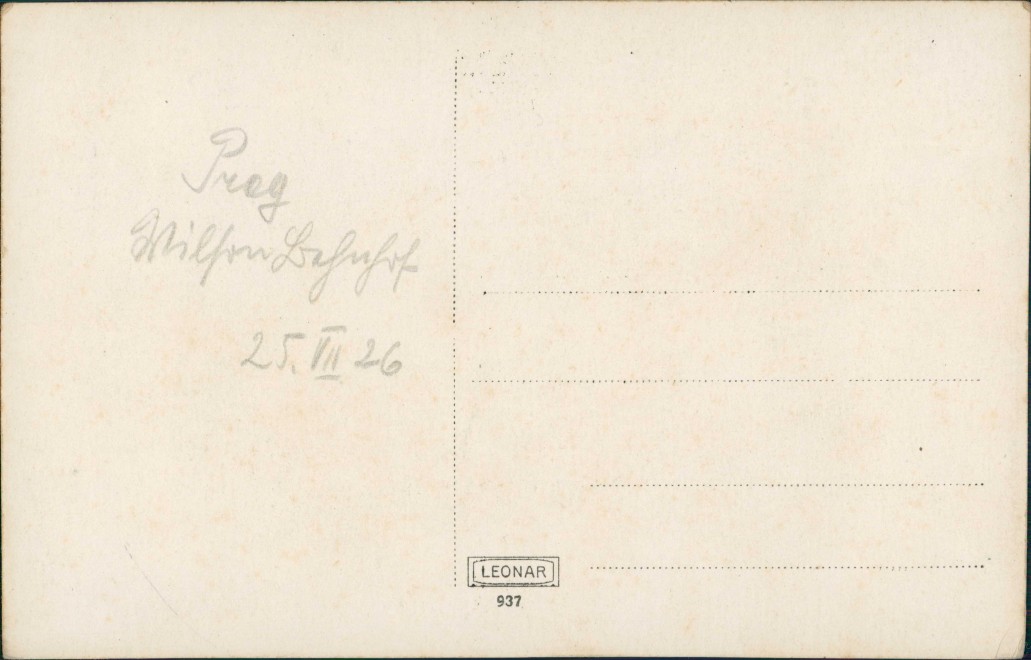 Prag
Wilson Bahnhof
25. VII 26
LEONAR
937